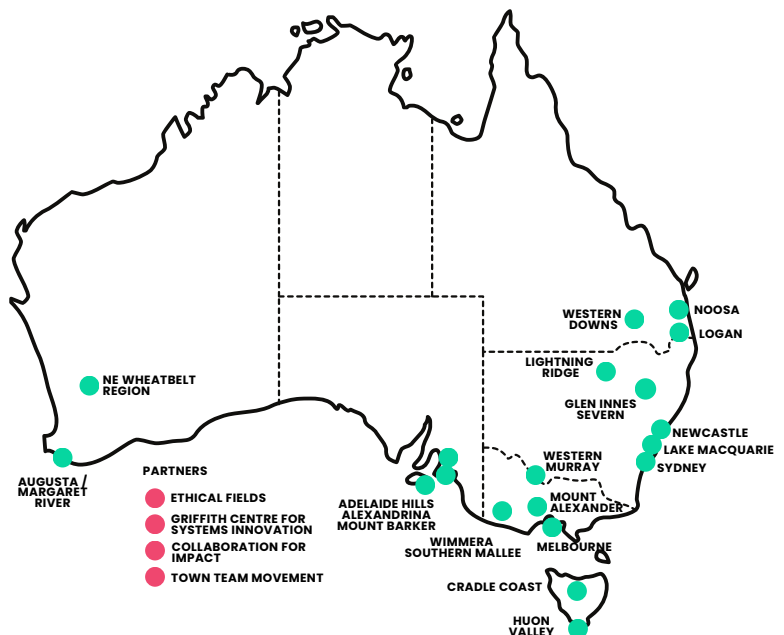 WESTERN
DOWNS
NOOSA
LOGAN
LIGHTNING
RIDGE
NE WHEATBELT
REGION
GLEN INNES
SEVERN
NEWCASTLE
LAKE MACQUARIE
SYDNEY
WESTERN
MURRAY
AUGUSTA /
MARGARET
RIVER
PARTNERS
ETHICAL FIELDS
GRIFFITH CENTRE FOR
SYSTEMS INNOVATION
COLLABORATION FOR
IMPACT
TOWN TEAM MOVEMENT
ADELAIDE HILLS
ALEXANDRINA
MOUNT BARKER
MOUNT
ALEXANDER
WIMMERA
SOUTHERN MALLEE
MELBOURNE
CRADLE COAST
HUON
VALLEY